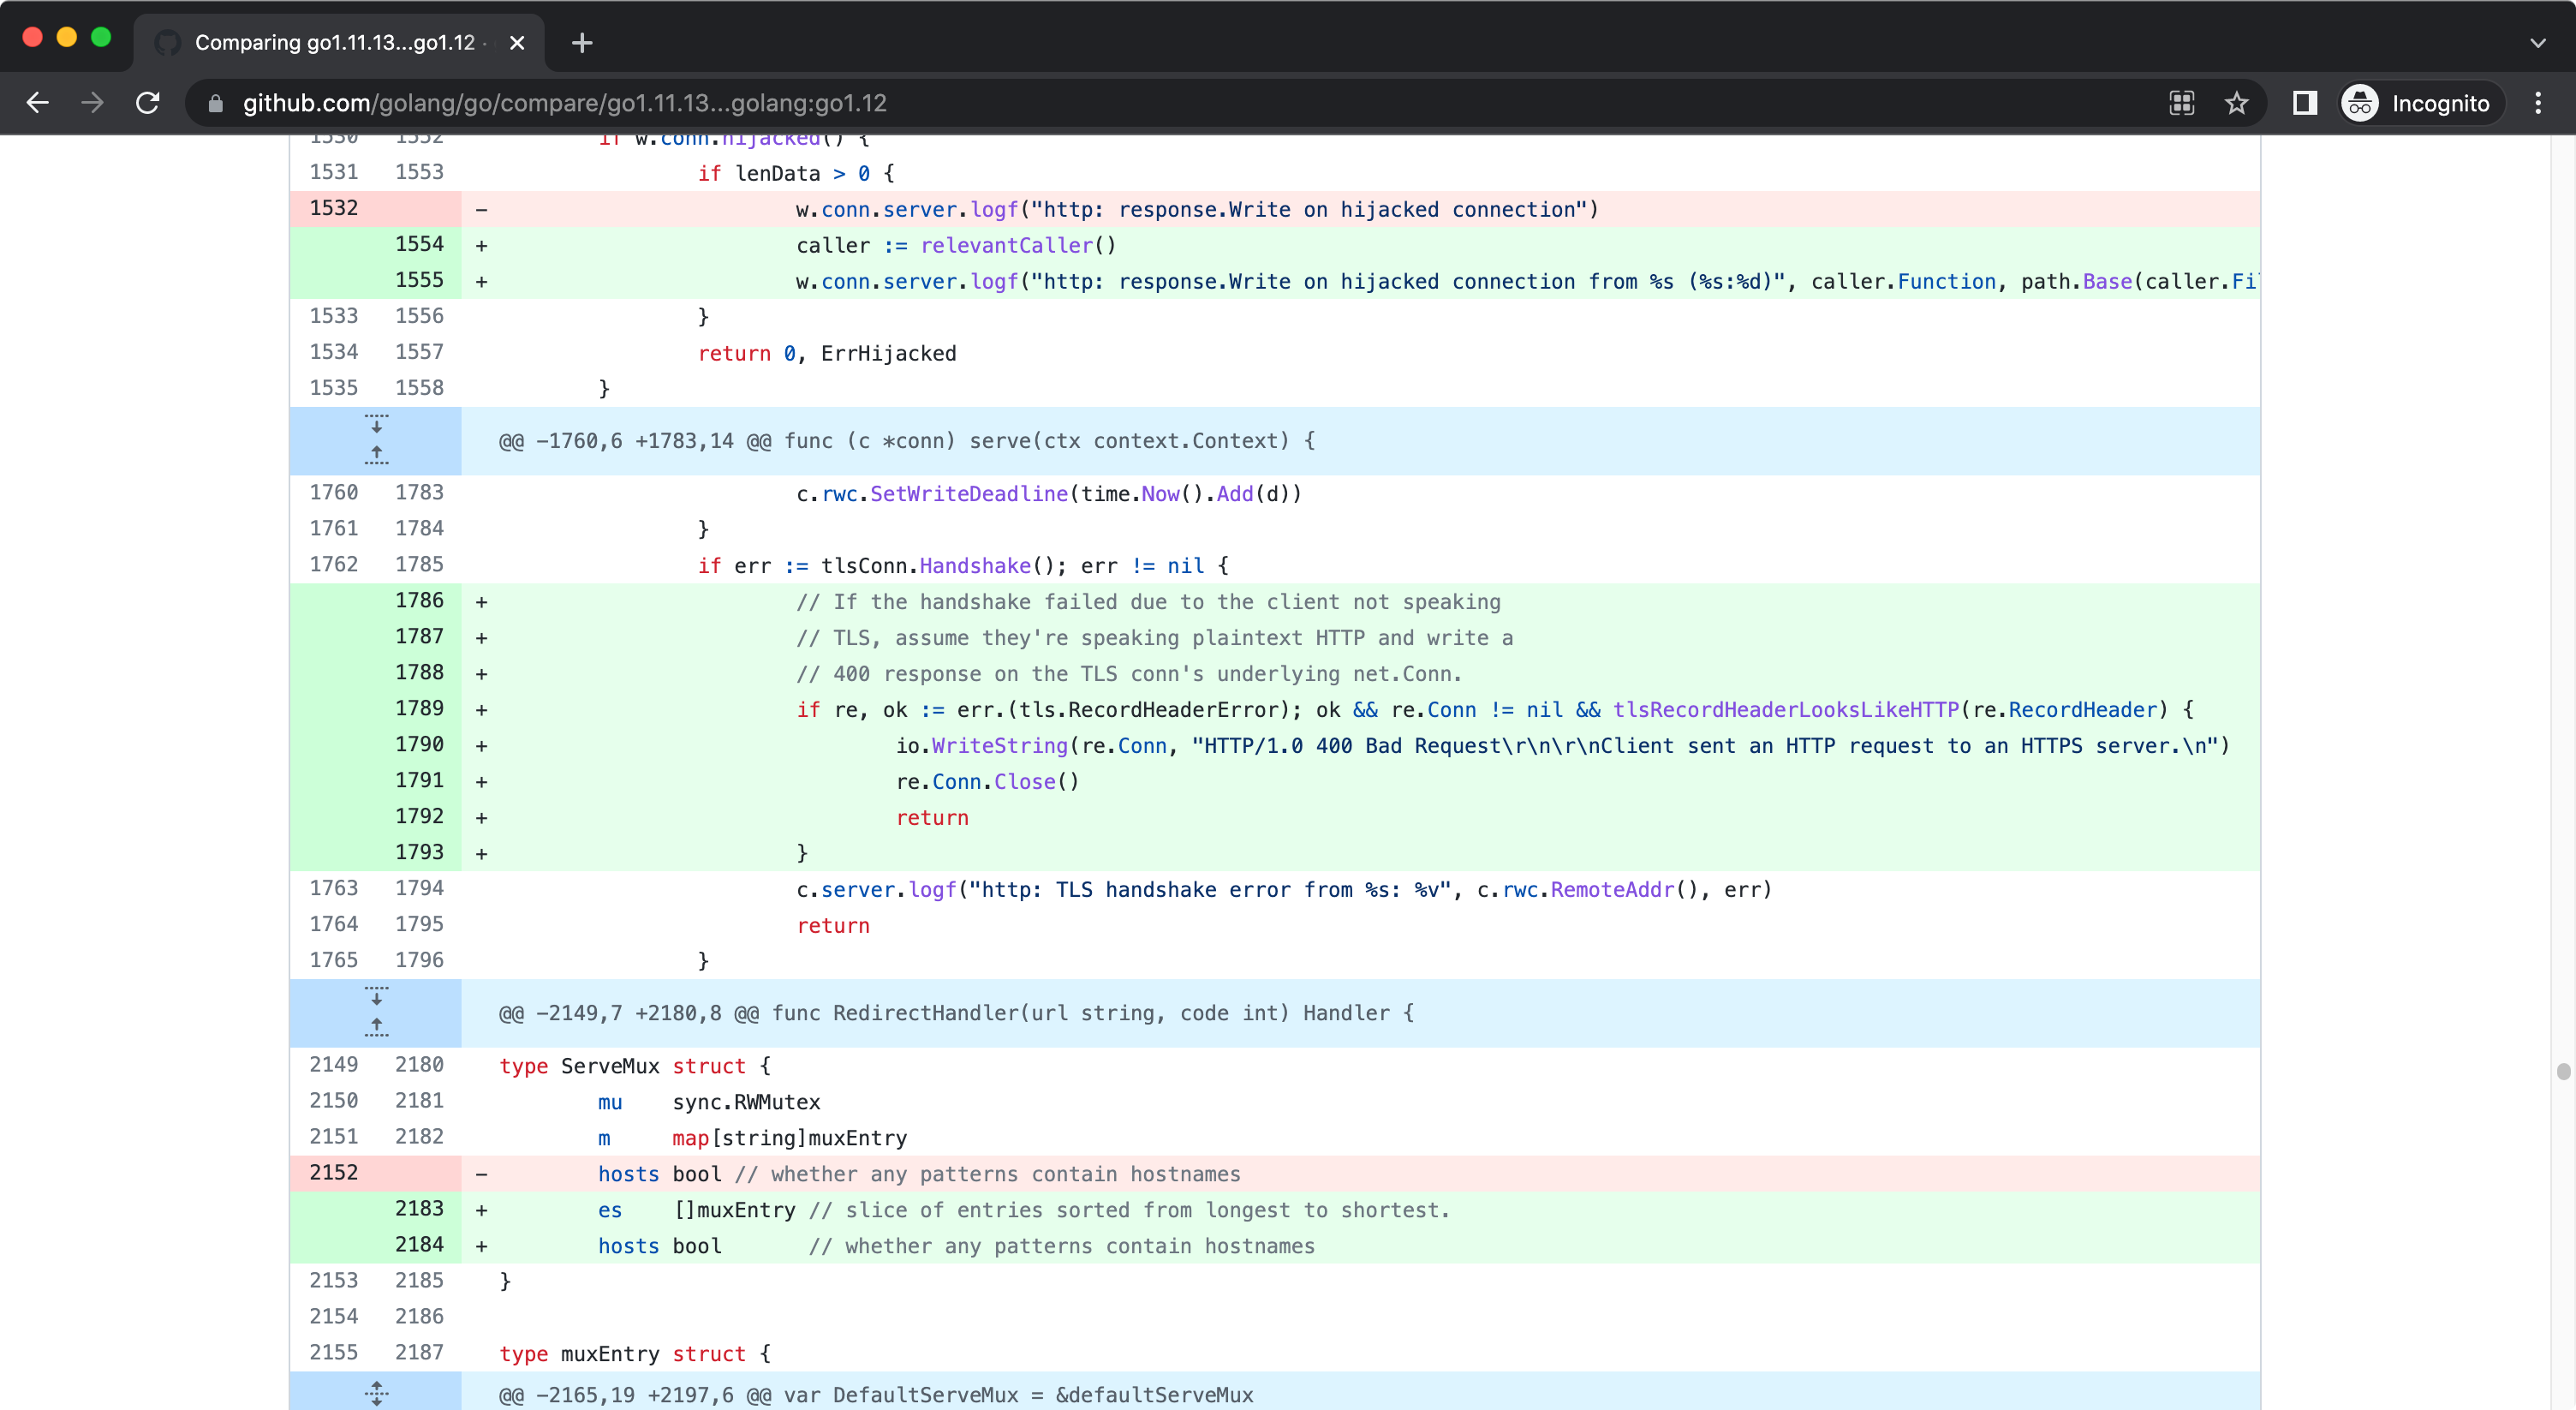 Comparing go1.11.13...go1.12 ·
github.com/golang/go/compare/go1.11.13...golang:go1.12
Incognito
1530 1552 if w.conn.hijacked() {
1531 1553 if lenData > 0 {
1532 - w.conn.server.logf("http: response.Write on hijacked connection")
1554 + caller := relevantCaller()
1555 + w.conn.server.logf("http: response.Write on hijacked connection from %s (%s:%d)", caller.Function, path.Base(caller.Fi
1533 1556 }
1534 1557 return 0, ErrHijacked
1535 1558 }
@@ -1760,6 +1783,14 @@ func (c *conn) serve(ctx context.Context) {
1760 1783 c.rwc.SetWriteDeadline(time.Now().Add(d))
1761 1784 }
1762 1785 if err := tlsConn.Handshake(); err != nil {
1786 + // If the handshake failed due to the client not speaking
1787 + // TLS, assume they're speaking plaintext HTTP and write a
1788 + // 400 response on the TLS conn's underlying net.Conn.
1789 + if re, ok := err.(tls.RecordHeaderError); ok && re.Conn != nil && tlsRecordHeaderLooksLikeHTTP(re.RecordHeader) {
1790 + io.WriteString(re.Conn, "HTTP/1.0 400 Bad Request\r\n\r\nClient sent an HTTP request to an HTTPS server.\n")
1791 + re.Conn.Close()
1792 + return
1793 + }
1763 1794 c.server.logf("http: TLS handshake error from %s: %v", c.rwc.RemoteAddr(), err)
1764 1795 return
1765 1796 }
@@ -2149,7 +2180,8 @@ func RedirectHandler(url string, code int) Handler {
2149 2180 type ServeMux struct {
2150 2181 mu sync.RWMutex
2151 2182 m map[string]muxEntry
2152 - hosts bool // whether any patterns contain hostnames
2183 + es []muxEntry // slice of entries sorted from longest to shortest.
2184 + hosts bool // whether any patterns contain hostnames
2153 2185 }
2154 2186
2155 2187 type muxEntry struct {
@@ -2165,19 +2197,6 @@ var DefaultServeMux = &defaultServeMux